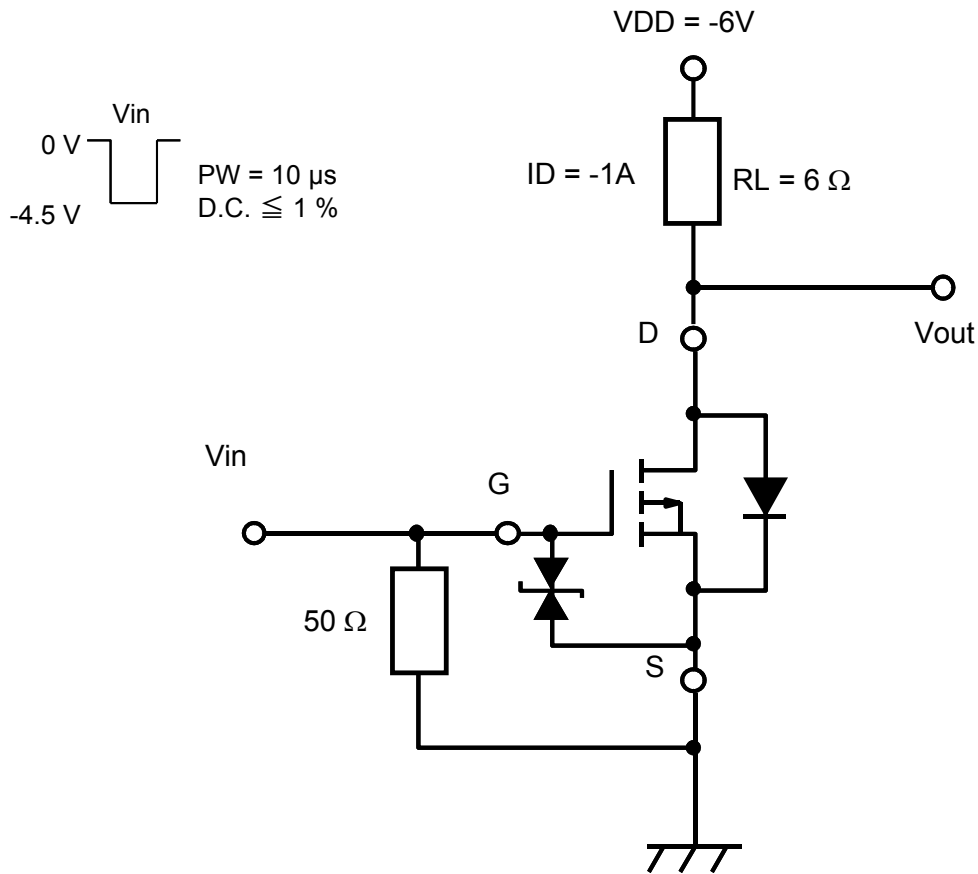 VDD = -6V
Vin
0 V
PW = 10 µs
ID = -1A
RL = 6 Ω
D.C. ≦ 1 %
-4.5 V
D
Vout
Vin
G
50 Ω
S